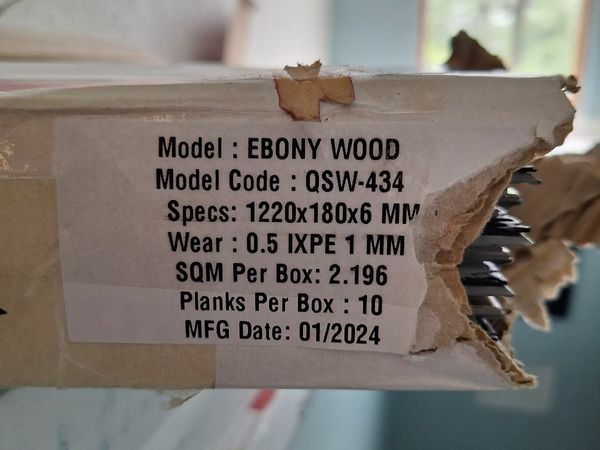 Model : EBONY WOOD
Model Code : QSW-434
Specs: 1220x180x6 MM
Wear : 0.5 IXPE 1 MM
SQM Per Box: 2.196
Planks Per Box : 10
MFG Date: 01/2024